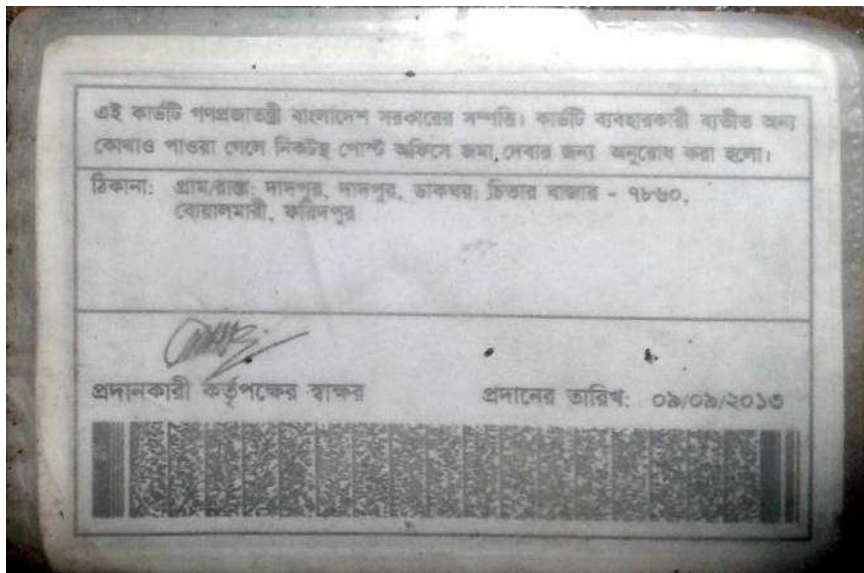 এই কার্ডটি গণপ্রজাতন্ত্রী বাংলাদেশ সরকারের সম্পত্তি। কার্ডটি ব্যবহারকারী ব্যতীত অন্য
কোথাও পাওয়া গেলে নিকটস্থ পোস্ট অফিসে জমা দেবার জন্য অনুরোধ করা হলো।
ঠিকানা: গ্রাম/রাস্তা: দাদপুর, দাদপুর, ডাকঘর: চিতার বাজার - ৭৮৬০,
বোয়ালমারী, ফরিদপুর
প্রদানকারী কর্তৃপক্ষের স্বাক্ষর
প্রদানের তারিখ: ০৯/০৯/২০১৩